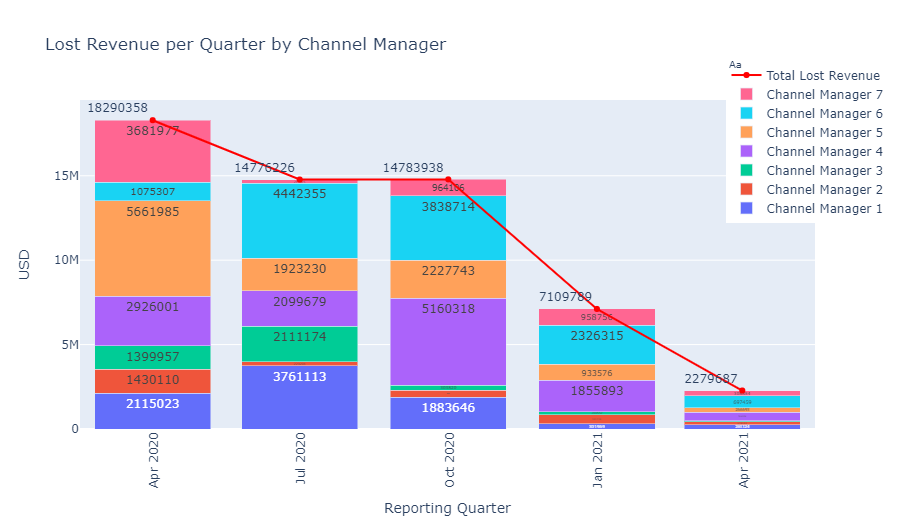 Lost Revenue per Quarter by Channel Manager
Aa
Total Lost Revenue
Channel Manager 7
Channel Manager 6
Channel Manager 5
Channel Manager 4
Channel Manager 3
Channel Manager 2
Channel Manager 1
USD
15M
10M
5M
0
18290358
3681977
1075307
5661985
2926001
1399957
1430110
2115023
14776226
4442355
1923230
2099679
2111174
3761113
14783938
964106
3838714
2227743
5160318
1883646
7109789
958756
2326315
933576
1855893
2279687
Apr 2020
Jul 2020
Oct 2020
Jan 2021
Apr 2021
Reporting Quarter